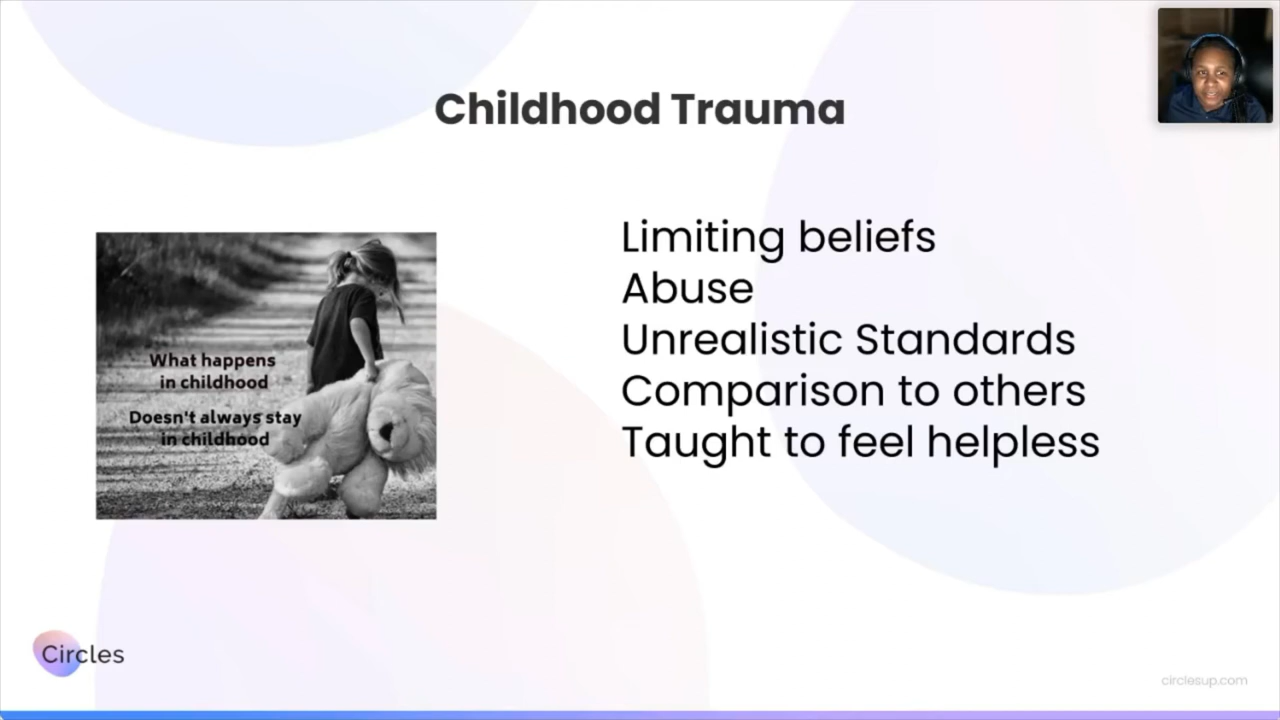 Childhood Trauma
Limiting beliefs
Abuse
Unrealistic Standards
Comparison to others
Taught to feel helpless
What happens
in childhood
Doesn't always stay
in childhood
Circles
circlesup.com